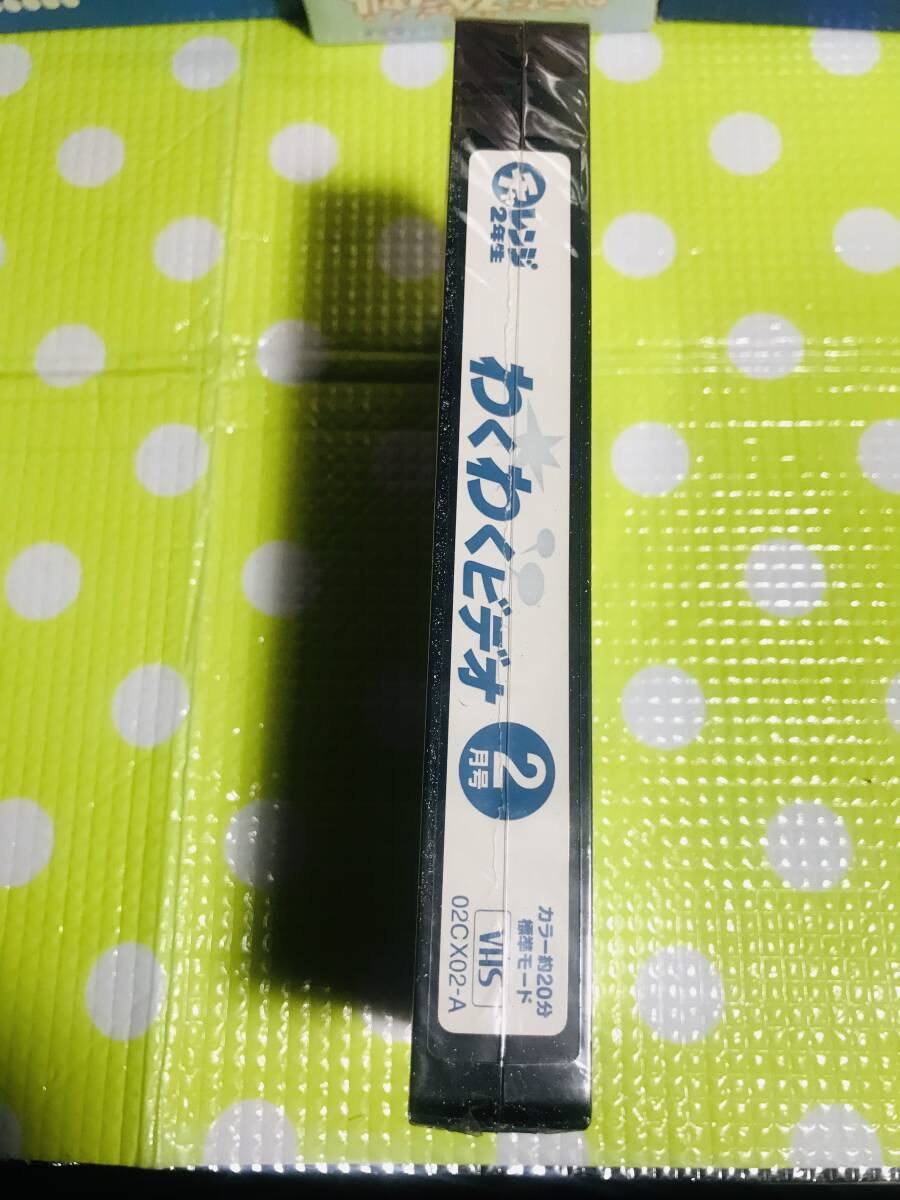 チャレンジ
2年生
わくわくビデオ
2
月号
カラー約20分
標準モード
VHS
02CX02-A